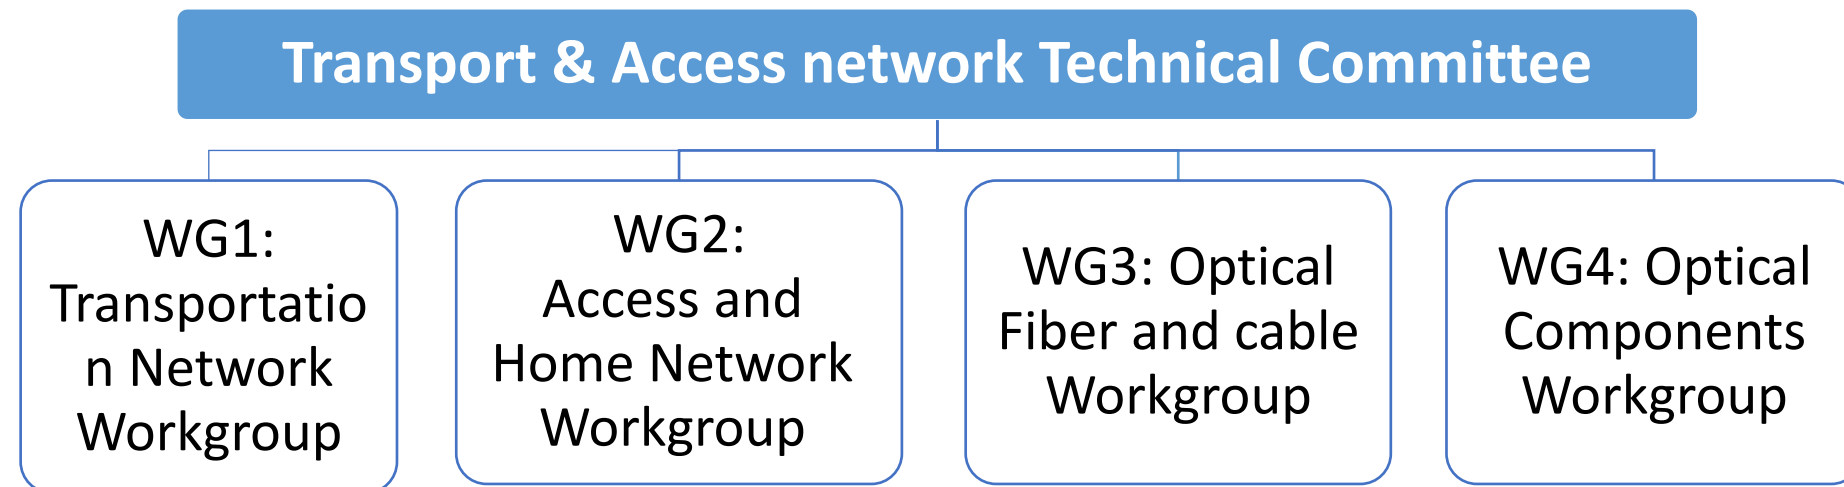 Transport & Access network Technical Committee
WG1:
Transportatio
n Network
Workgroup
WG2:
Access and
Home Network
Workgroup
WG3: Optical
Fiber and cable
Workgroup
WG4: Optical
Components
Workgroup